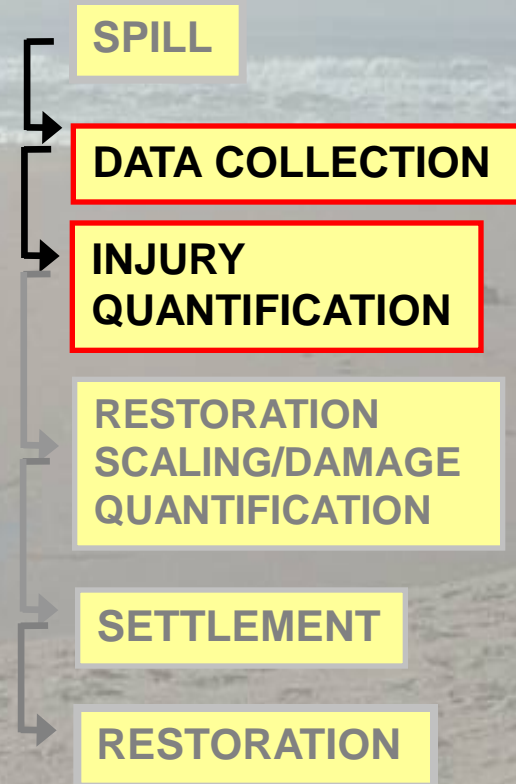 SPILL
DATA COLLECTION
INJURY
QUANTIFICATION
RESTORATION
SCALING/DAMAGE
QUANTIFICATION
SETTLEMENT
RESTORATION